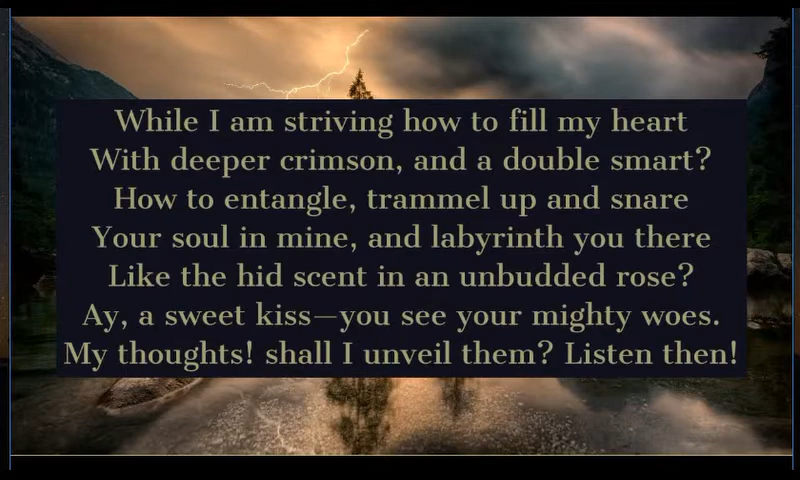 While I am striving how to fill my heart
With deeper crimson, and a double smart?
How to entangle, trammel up and snare
Your soul in mine, and labyrinth you there
Like the hid scent in an unbudded rose?
Ay, a sweet kiss—you see your mighty woes.
My thoughts! shall I unveil them? Listen then!